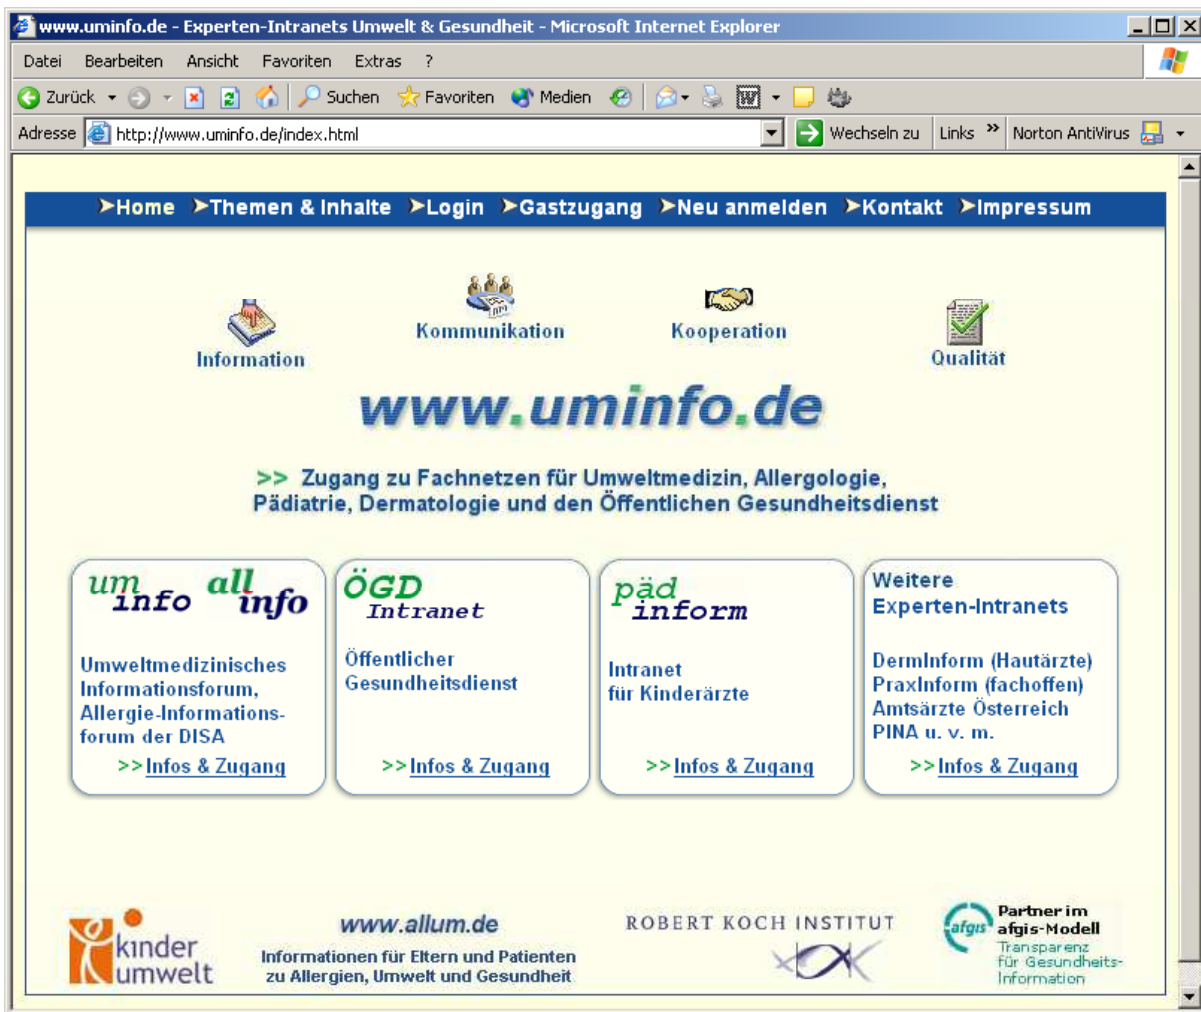 www.uminfo.de - Experten-Intranets Umwelt & Gesundheit - Microsoft Internet Explorer
Datei Bearbeiten Ansicht Favoriten Extras ?
Zurück Suchen Favoriten Medien
Adresse http://www.uminfo.de/index.html Wechseln zu Links » Norton AntiVirus
Home Themen & Inhalte Login Gastzugang Neu anmelden Kontakt Impressum
Information
Kommunikation
Kooperation
Qualität
www.uminfo.de
>> Zugang zu Fachnetzen für Umweltmedizin, Allergologie,
Pädiatrie, Dermatologie und den Öffentlichen Gesundheitsdienst
um info all info
Umweltmedizinisches
Informationsforum,
Allergie-Informations-
forum der DISA
>>Infos & Zugang
ÖGD
Intranet
Öffentlicher
Gesundheitsdienst
>>Infos & Zugang
päd
inform
Intranet
für Kinderärzte
>>Infos & Zugang
Weitere
Experten-Intranets
DermInform (Hautärzte)
PraxInform (fachoffen)
Amtsärzte Österreich
PINA u. v. m.
>>Infos & Zugang
kinder
umwelt
www.allum.de
Informationen für Eltern und Patienten
zu Allergien, Umwelt und Gesundheit
ROBERT KOCH INSTITUT
afgis
Partner im
afgis-Modell
Transparenz
für Gesundheits-
Information